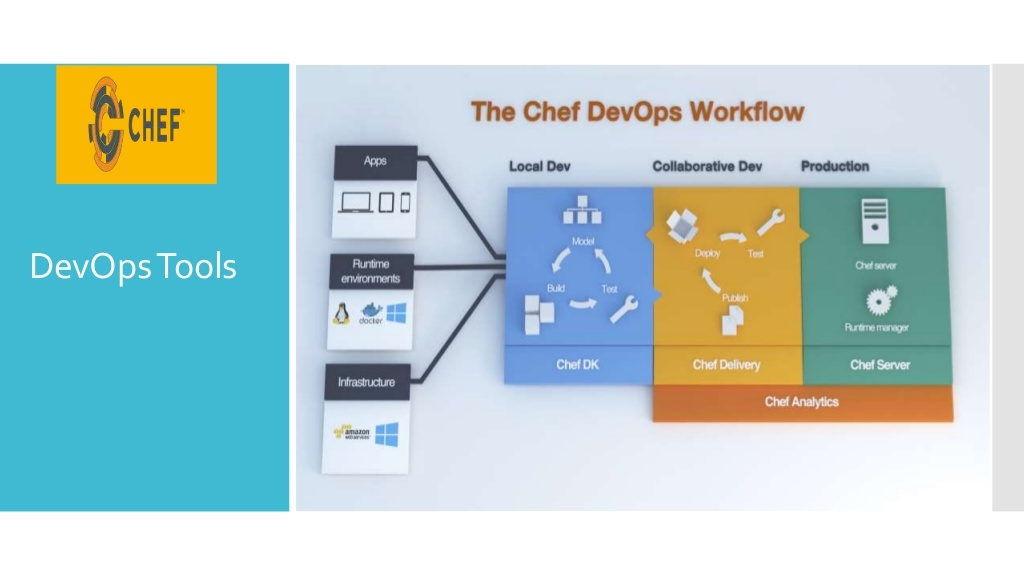 CHEF™
DevOps Tools
The Chef DevOps Workflow
Apps
Runtime
environments
docker
Infrastructure
amazon
webservices
Local Dev
Collaborative Dev
Production
Model
Build
Test
Chef DK
Deploy
Test
Publish
Chef Delivery
Chef server
Runtime manager
Chef Server
Chef Analytics